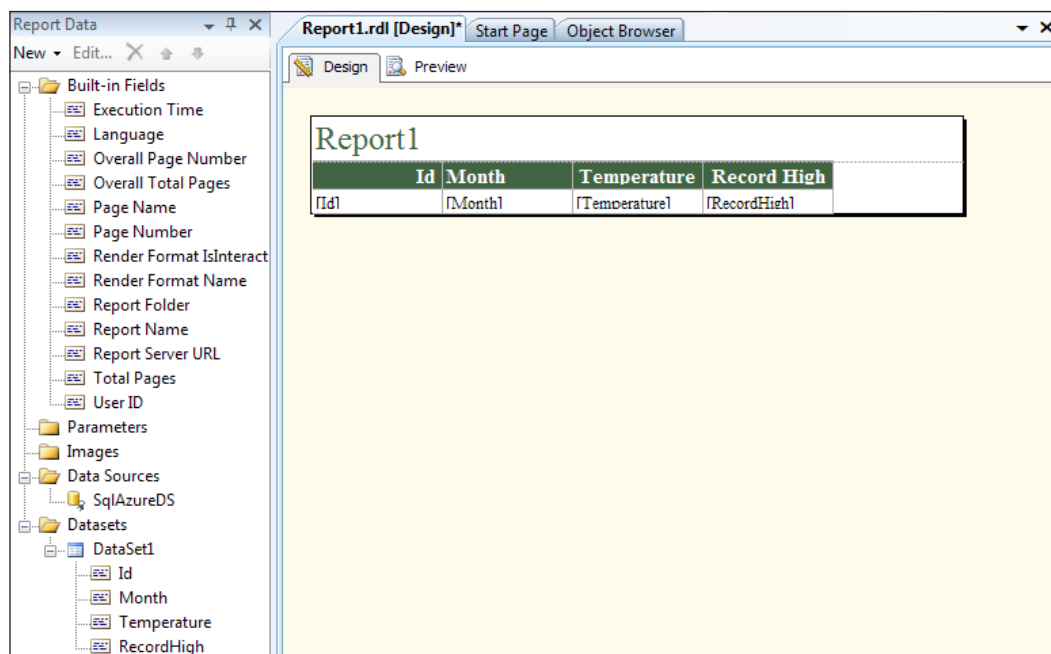 Report Data
New Edit...
Built-in Fields
Execution Time
Language
Overall Page Number
Overall Total Pages
Page Name
Page Number
Render Format IsInteract
Render Format Name
Report Folder
Report Name
Report Server URL
Total Pages
User ID
Parameters
Images
Data Sources
SqlAzureDS
Datasets
DataSet1
Id
Month
Temperature
RecordHigh
Report1.rdl [Design]* Start Page Object Browser
Design Preview
Report1
Id Month Temperature Record High
[Id] [Month] [Temperature] [RecordHigh]